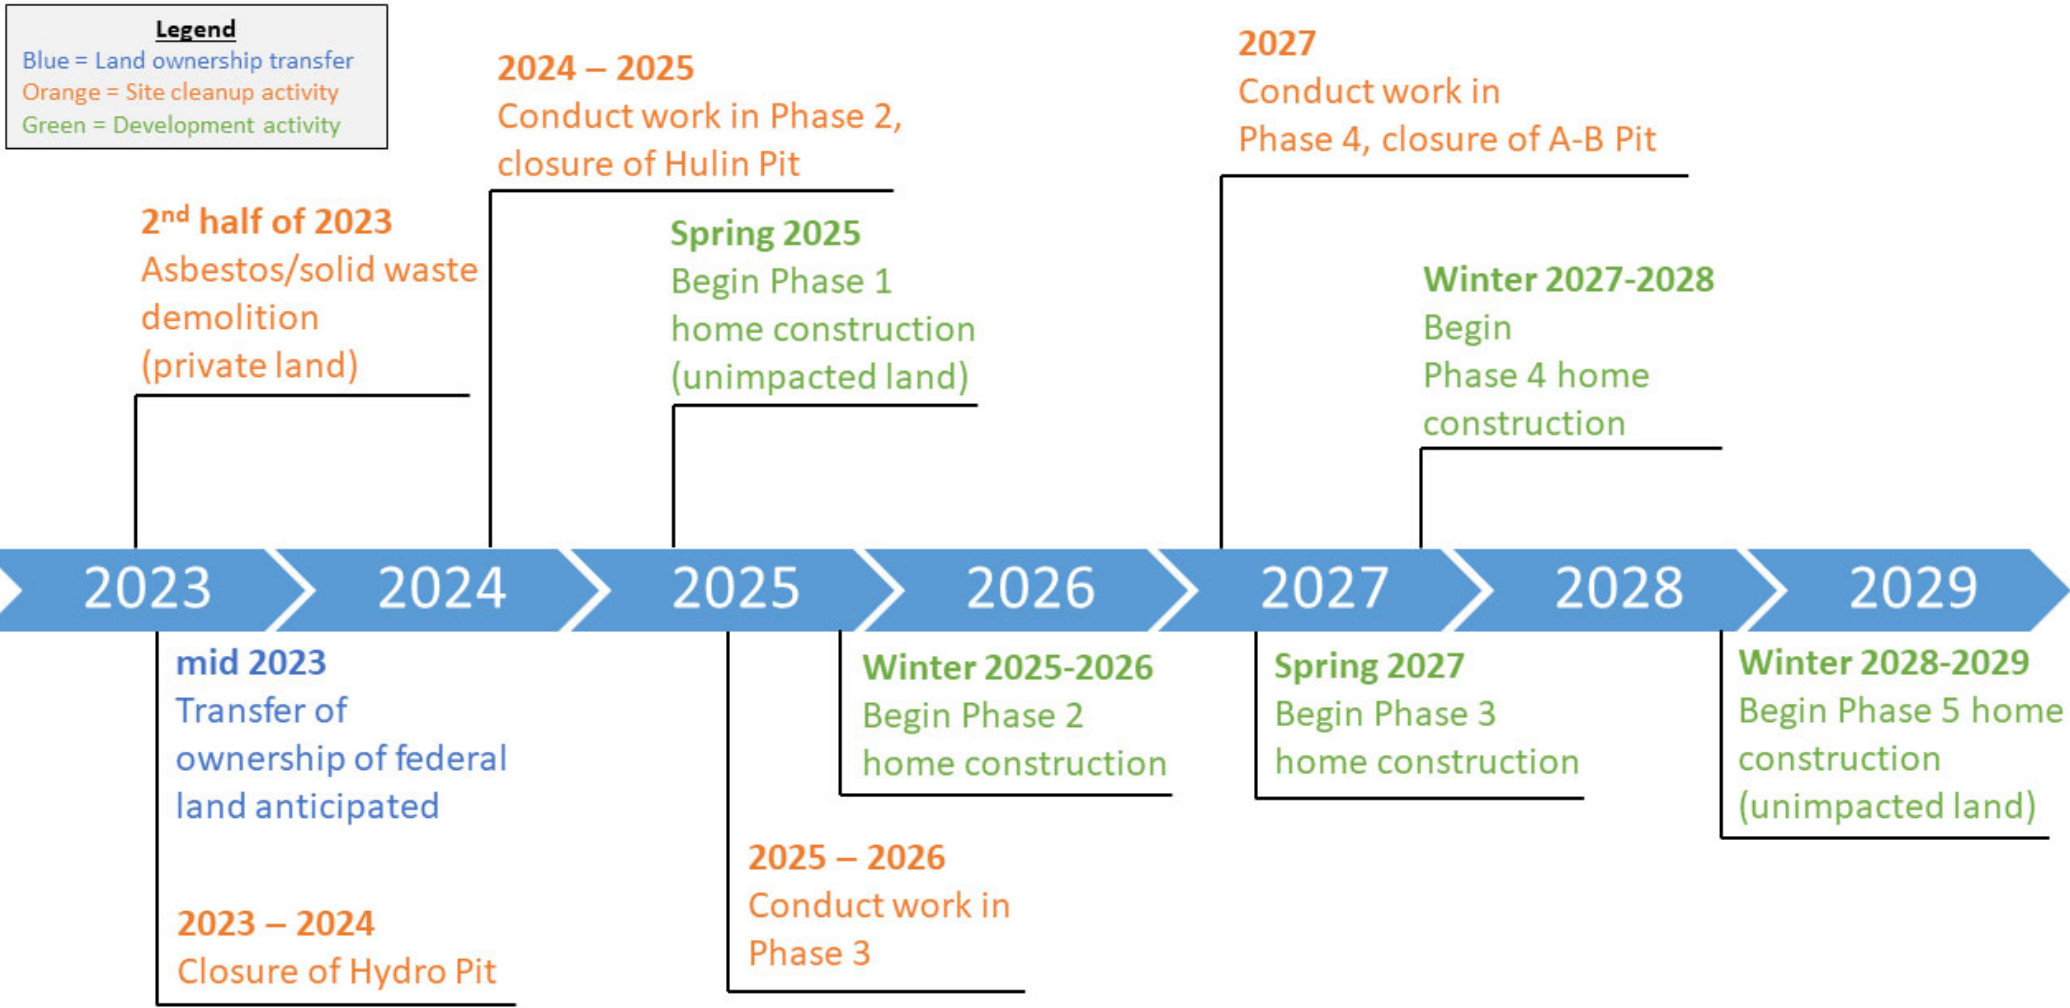 Legend
Blue = Land ownership transfer
Orange = Site cleanup activity
Green = Development activity
2nd half of 2023
Asbestos/solid waste
demolition
(private land)
2024 – 2025
Conduct work in Phase 2,
closure of Hulin Pit
Spring 2025
Begin Phase 1
home construction
(unimpacted land)
2027
Conduct work in
Phase 4, closure of A-B Pit
Winter 2027-2028
Begin
Phase 4 home
construction
2023
2024
2025
2026
2027
2028
2029
mid 2023
Transfer of
ownership of federal
land anticipated
2023 – 2024
Closure of Hydro Pit
2025 – 2026
Conduct work in
Phase 3
Winter 2025-2026
Begin Phase 2
home construction
Spring 2027
Begin Phase 3
home construction
Winter 2028-2029
Begin Phase 5 home
construction
(unimpacted land)